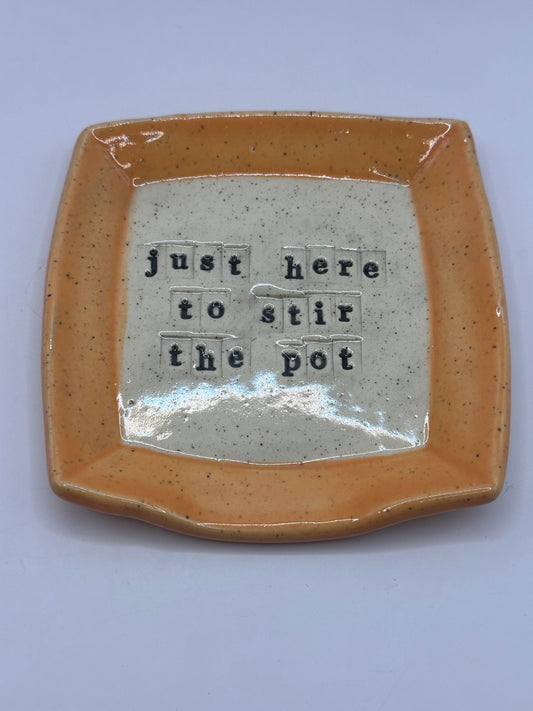 just here
to stir
the pot